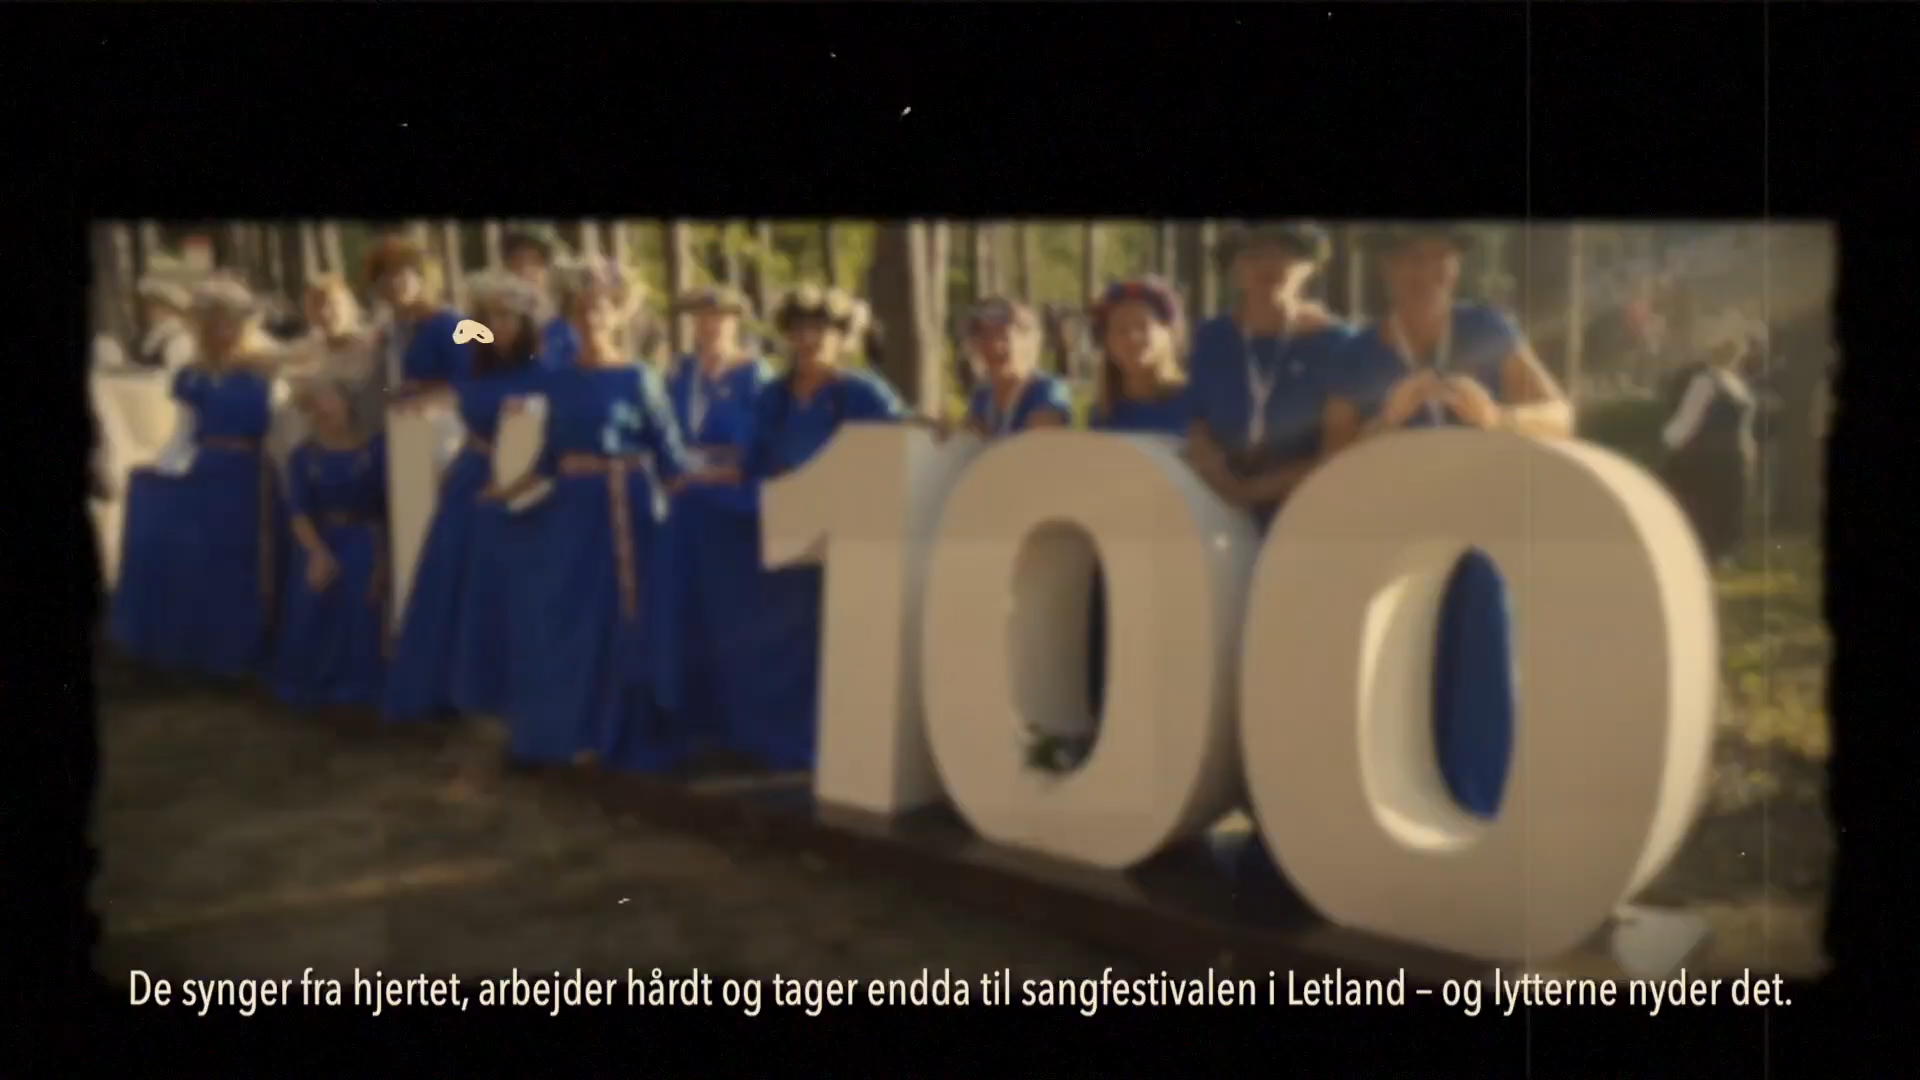 100
De synger fra hjertet, arbejder hårdt og tager endda til sangfestivalen i Letland – og lytterne nyder det.